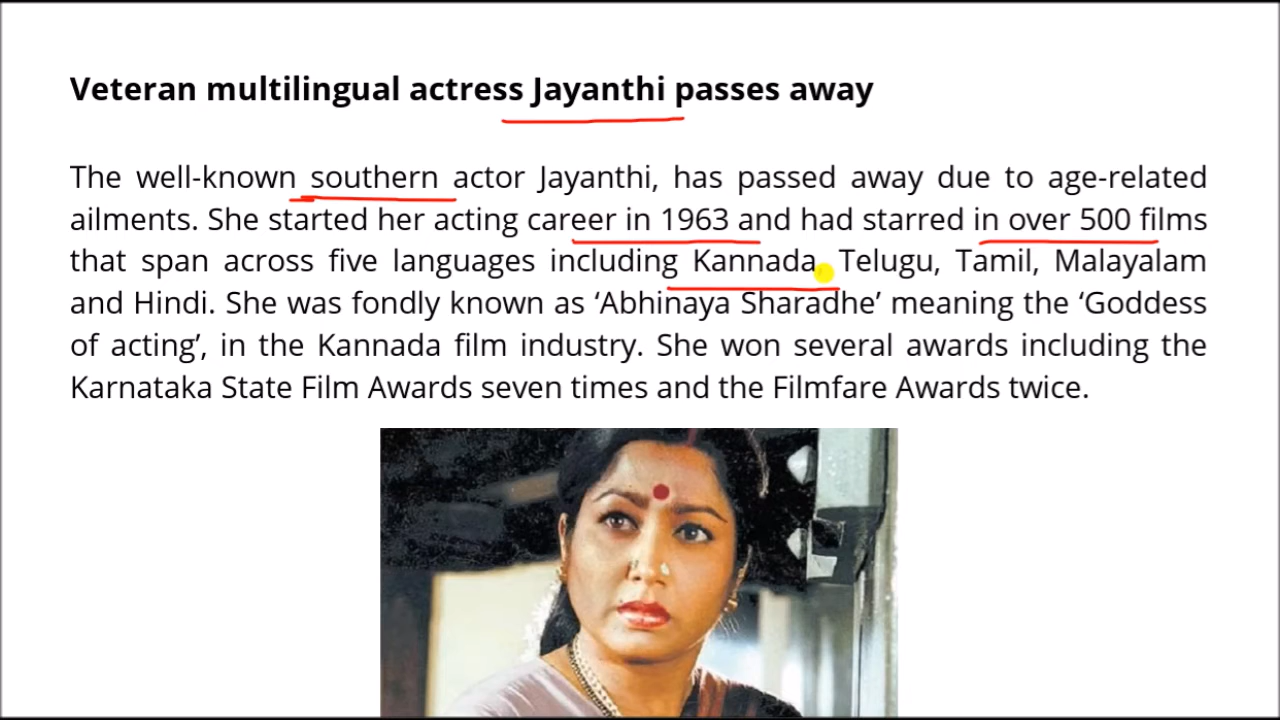 Veteran multilingual actress Jayanthi passes away
The well-known southern actor Jayanthi, has passed away due to age-related
ailments. She started her acting career in 1963 and had starred in over 500 films
that span across five languages including Kannada, Telugu, Tamil, Malayalam
and Hindi. She was fondly known as ‘Abhinaya Sharadhe’ meaning the ‘Goddess
of acting’, in the Kannada film industry. She won several awards including the
Karnataka State Film Awards seven times and the Filmfare Awards twice.